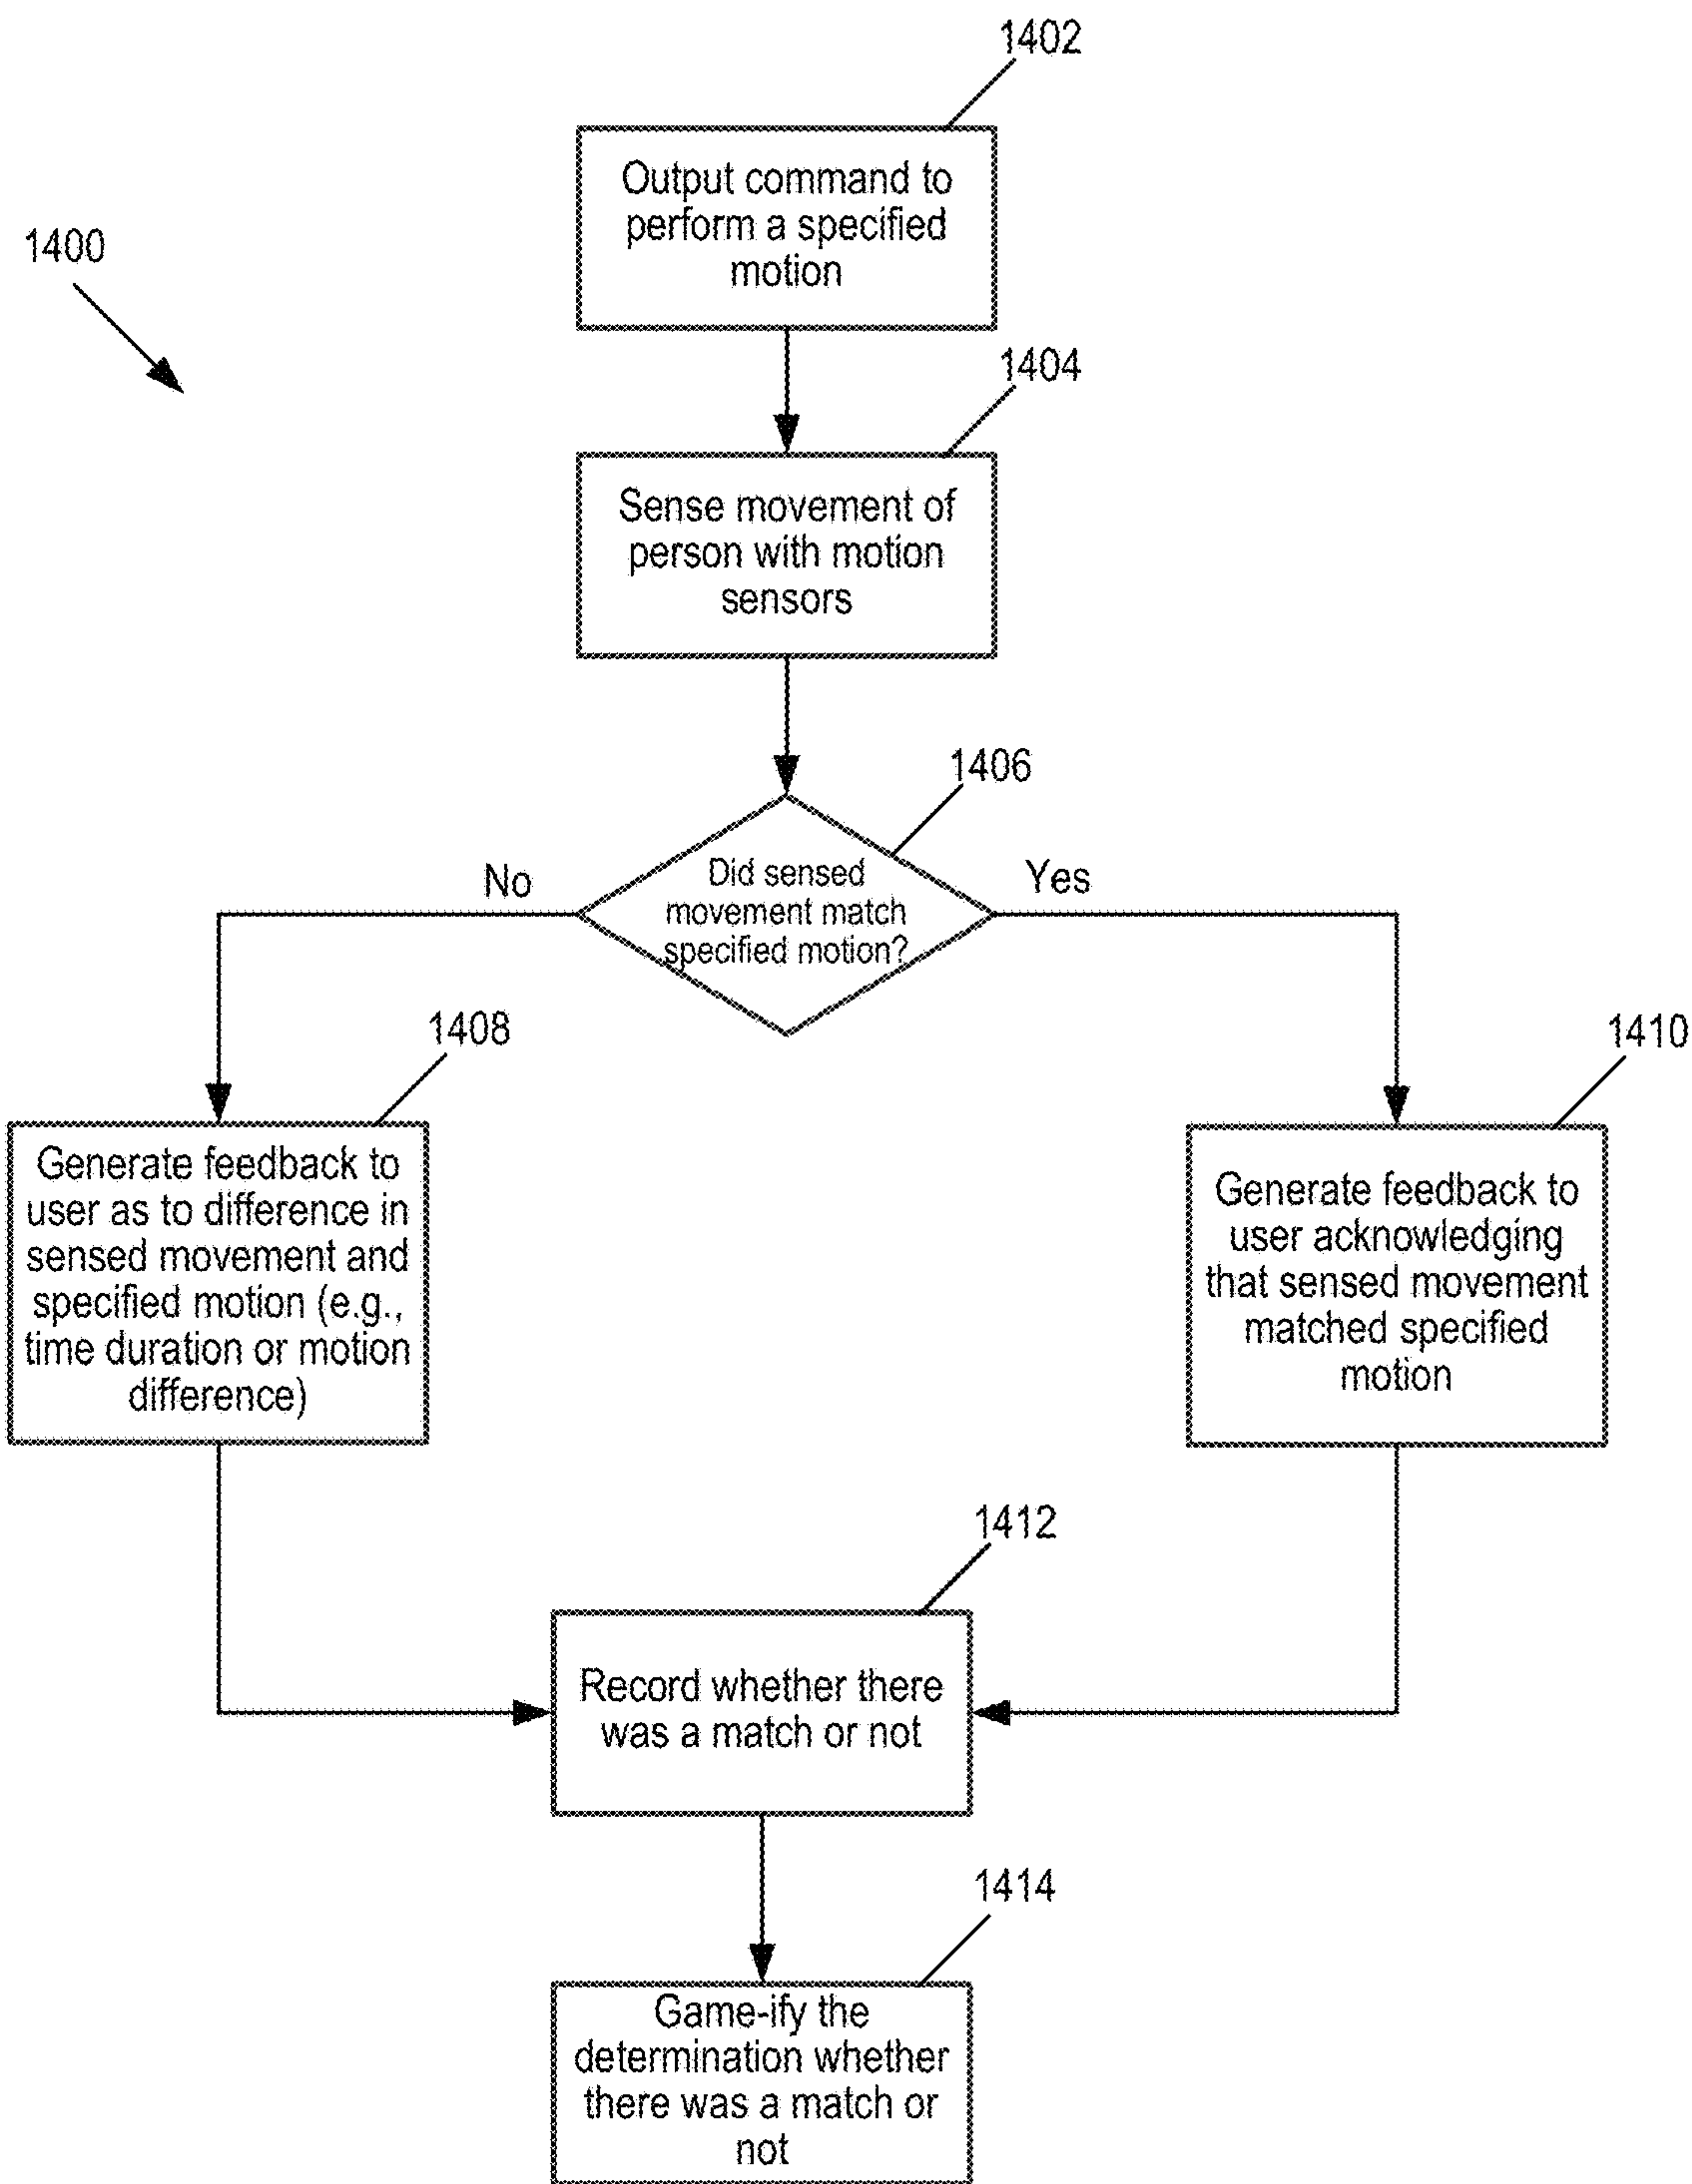 1402
Output command to
perform a specified
motion
1400
1404
Sense movement of
person with motion
sensors
1406
Did sensed
movement match
specified motion?
No
Yes
1408
1410
Generate feedback to
user as to difference in
sensed movement and
specified motion (e.g.,
time duration or motion
difference)
Generate feedback to
user acknowledging
that sensed movement
matched specified
motion
1412
Record whether there
was a match or not
1414
Game-ify the
determination whether
there was a match or
not